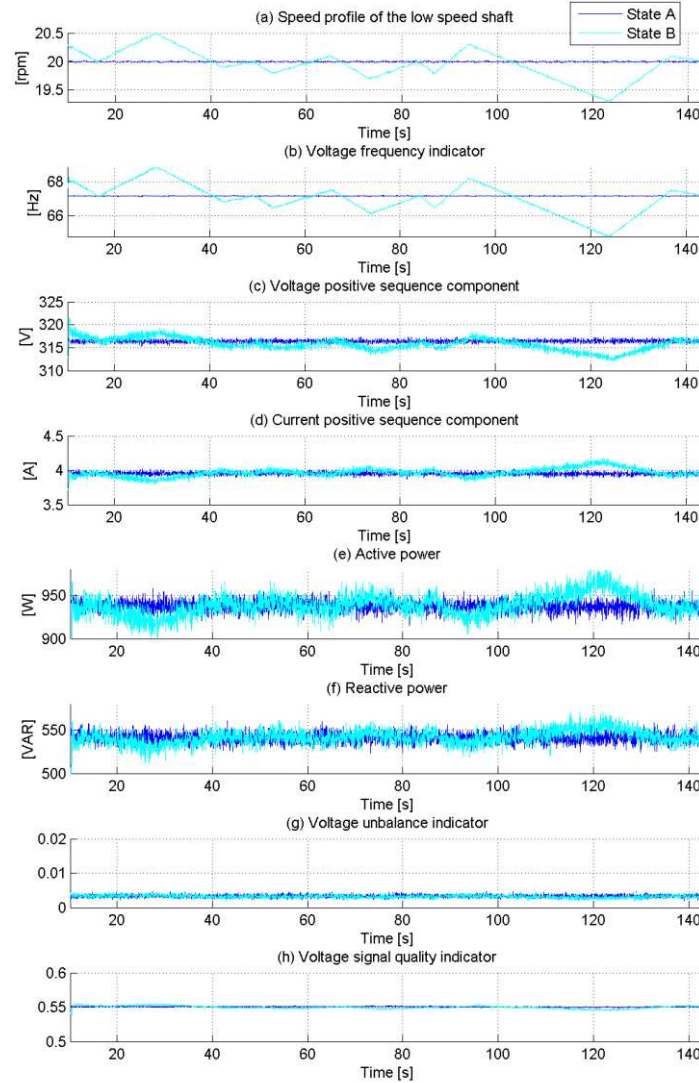 (a) Speed profile of the low speed shaft
State A
State B
20.5
20
19.5
[rpm]
20 40 60 80 100 120 140
Time [s]
(b) Voltage frequency indicator
68
66
[Hz]
20 40 60 80 100 120 140
Time [s]
(c) Voltage positive sequence component
325
320
315
310
[V]
20 40 60 80 100 120 140
Time [s]
(d) Current positive sequence component
4.5
4
3.5
[A]
20 40 60 80 100 120 140
Time [s]
(e) Active power
950
900
[W]
20 40 60 80 100 120 140
Time [s]
(f) Reactive power
550
500
[VAR]
20 40 60 80 100 120 140
Time [s]
(g) Voltage unbalance indicator
0.02
0.01
0
20 40 60 80 100 120 140
Time [s]
(h) Voltage signal quality indicator
0.6
0.55
0.5
20 40 60 80 100 120 140
Time [s]